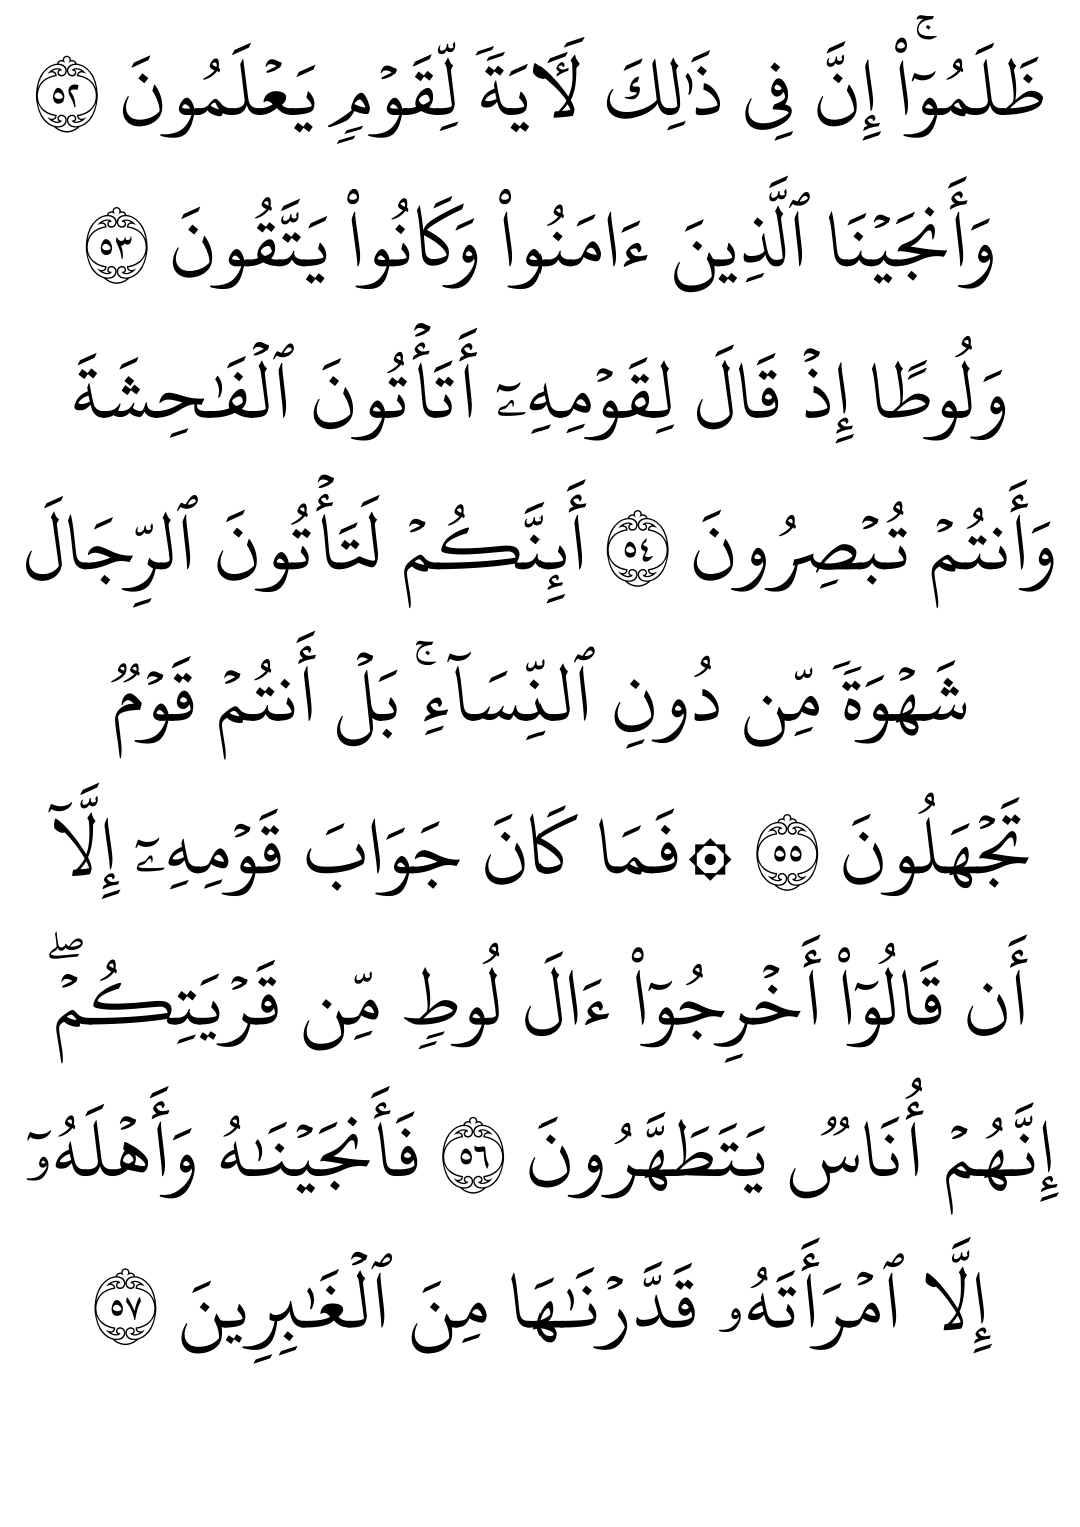 ظَلَمُوٓا۟ۚ إِنَّ فِى ذَٰلِكَ لَـَٔايَةًۭ لِّقَوْمٍۢ يَعْلَمُونَ ٥٢
وَأَنجَيْنَا ٱلَّذِينَ ءَامَنُوا۟ وَكَانُوا۟ يَتَّقُونَ ٥٣
وَلُوطًا إِذْ قَالَ لِقَوْمِهِۦٓ أَتَأْتُونَ ٱلْفَـٰحِشَةَ
وَأَنتُمْ تُبْصِرُونَ ٥٤ أَئِنَّكُمْ لَتَأْتُونَ ٱلرِّجَالَ
شَهْوَةًۭ مِّن دُونِ ٱلنِّسَآءِۚ بَلْ أَنتُمْ قَوْمٌۭ
تَجْهَلُونَ ٥٥ ۞فَمَا كَانَ جَوَابَ قَوْمِهِۦٓ إِلَّآ
أَن قَالُوٓا۟ أَخْرِجُوٓا۟ ءَالَ لُوطٍۢ مِّن قَرْيَتِكُمْۖ
إِنَّهُمْ أُنَاسٌۭ يَتَطَهَّرُونَ ٥٦ فَأَنجَيْنَـٰهُ وَأَهْلَهُۥٓ
إِلَّا ٱمْرَأَتَهُۥ قَدَّرْنَـٰهَا مِنَ ٱلْغَـٰبِرِينَ ٥٧